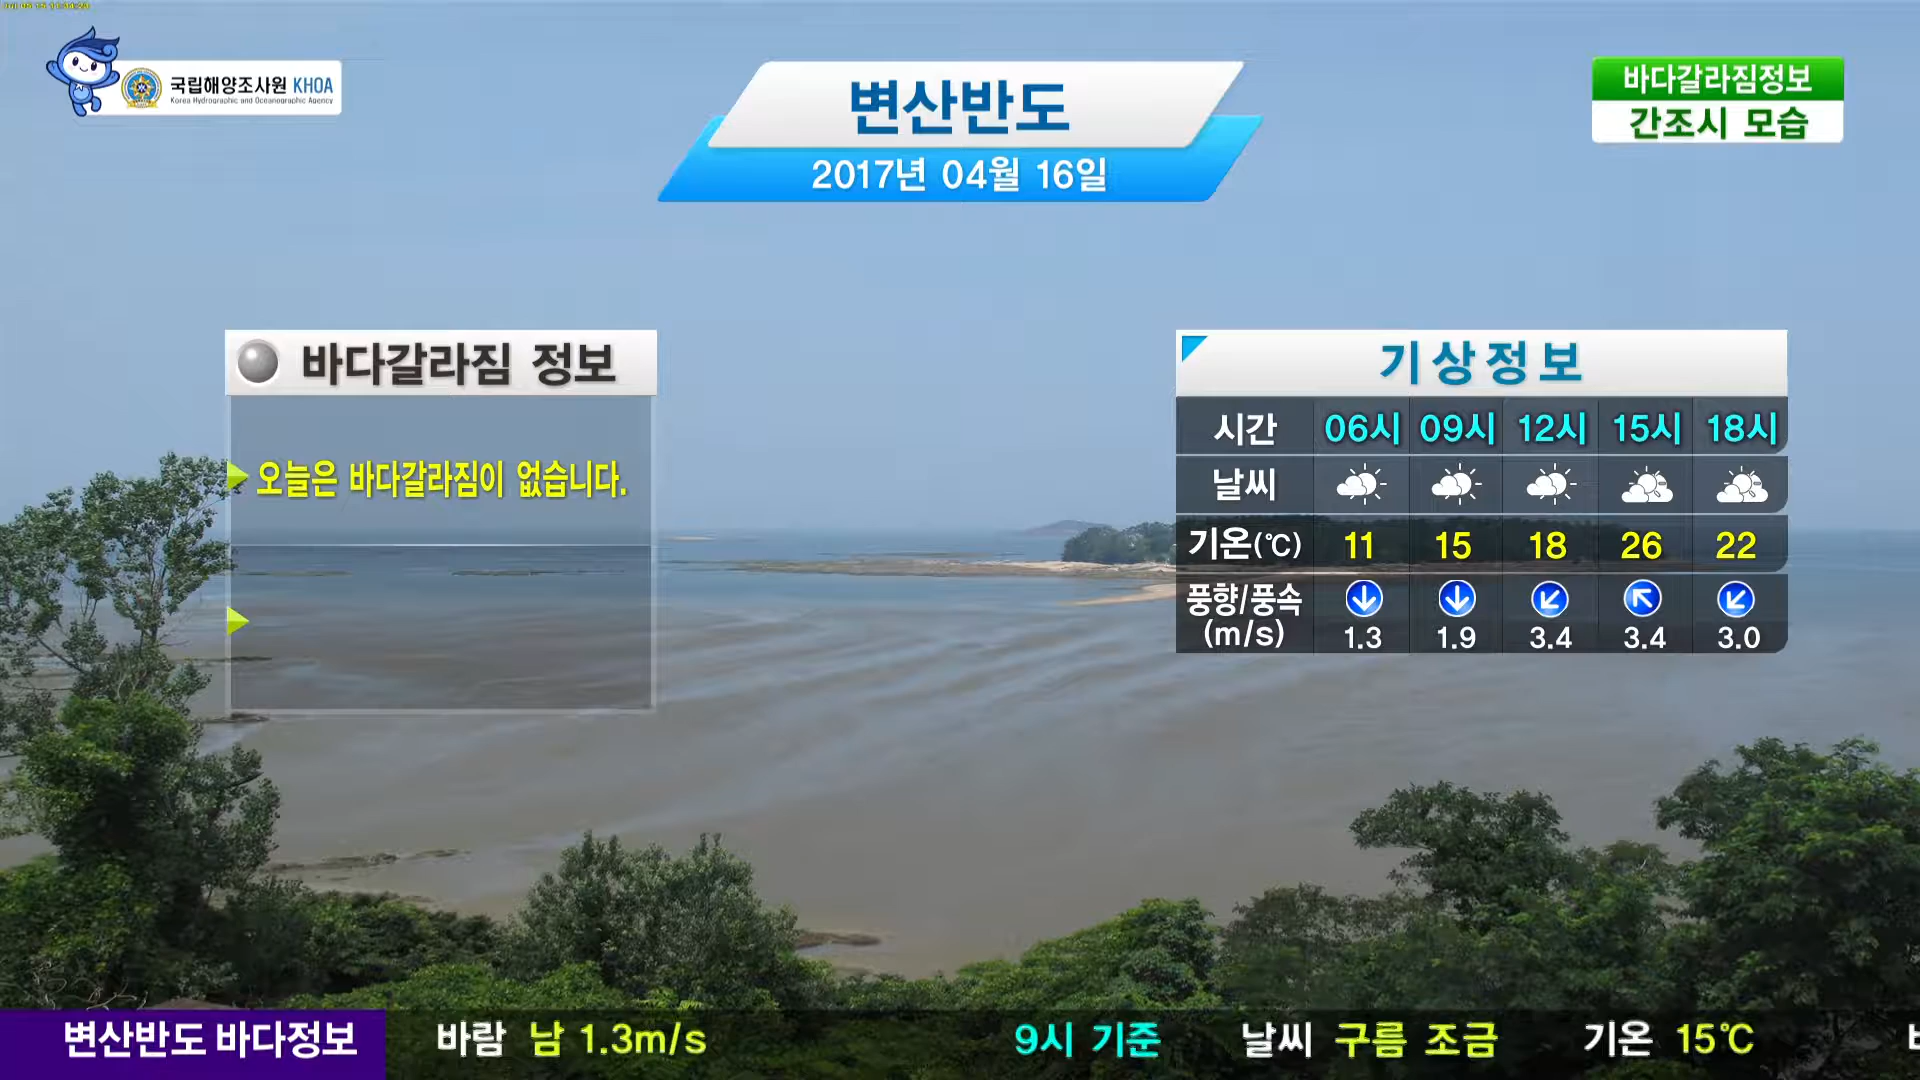 국립해양조사원 KHOA
Korea Hydrographic and Oceanographic Agency
변산반도
2017년 04월 16일
바다갈라짐정보
간조시 모습
바다갈라짐 정보
오늘은 바다갈라짐이 없습니다.
기상정보
시간 06시 09시 12시 15시 18시
날씨
기온(℃) 11 15 18 26 22
풍향/풍속
(m/s) 1.3 1.9 3.4 3.4 3.0
변산반도 바다정보 바람 남 1.3m/s 9시 기준 날씨 구름 조금 기온 15℃